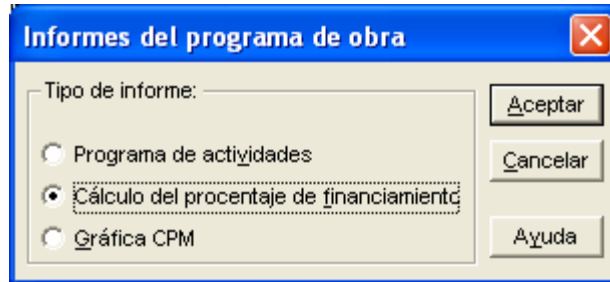 Informes del programa de obra
Tipo de informe:
Programa de actividades
Cálculo del procentaje de financiamiento
Gráfica CPM
Aceptar
Cancelar
Ayuda